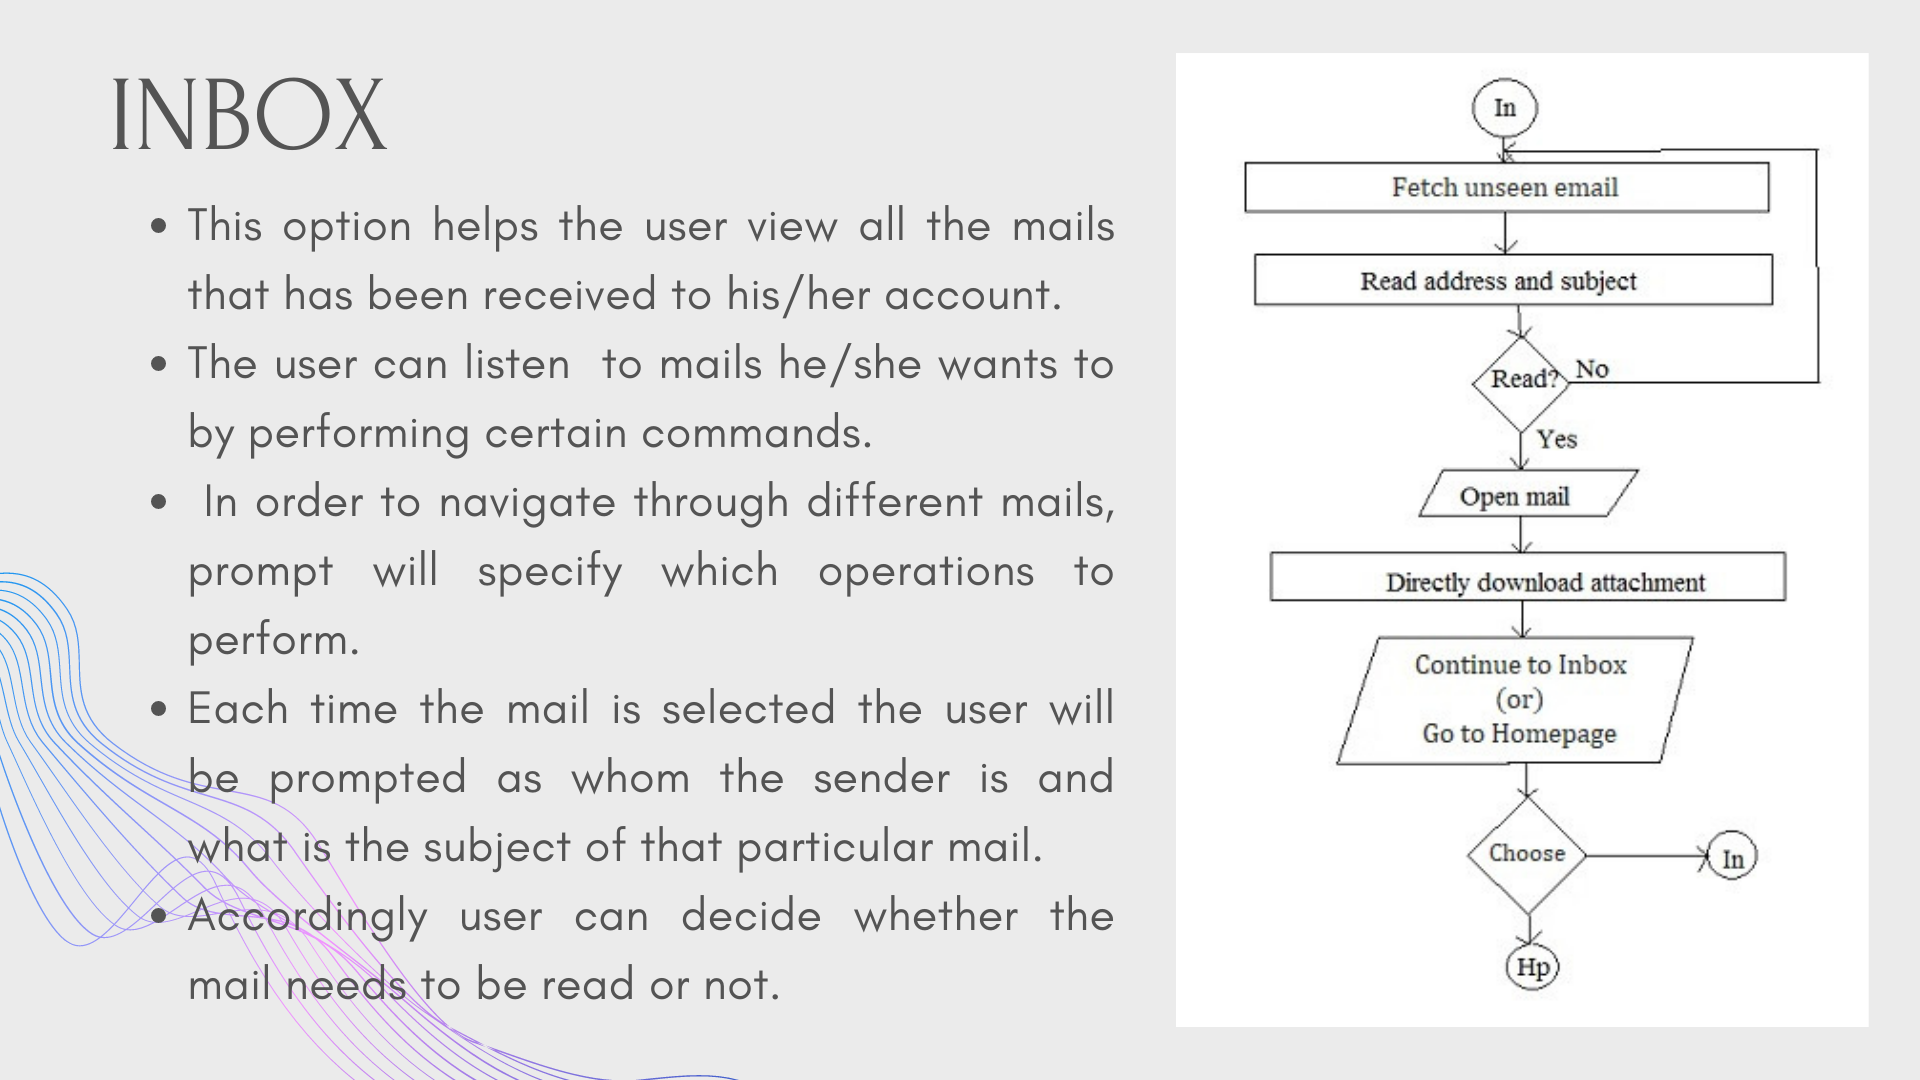 INBOX
• This option helps the user view all the mails
that has been received to his/her account.
• The user can listen  to mails he/she wants to
by performing certain commands.
•  In order to navigate through different mails,
prompt will specify which operations to
perform.
• Each time the mail is selected the user will
be prompted as whom the sender is and
what is the subject of that particular mail.
• Accordingly user can decide whether the
mail needs to be read or not.
In
Fetch unseen email
Read address and subject
Read?
No
Yes
Open mail
Directly download attachment
Continue to Inbox
(or)
Go to Homepage
Choose
In
Hp